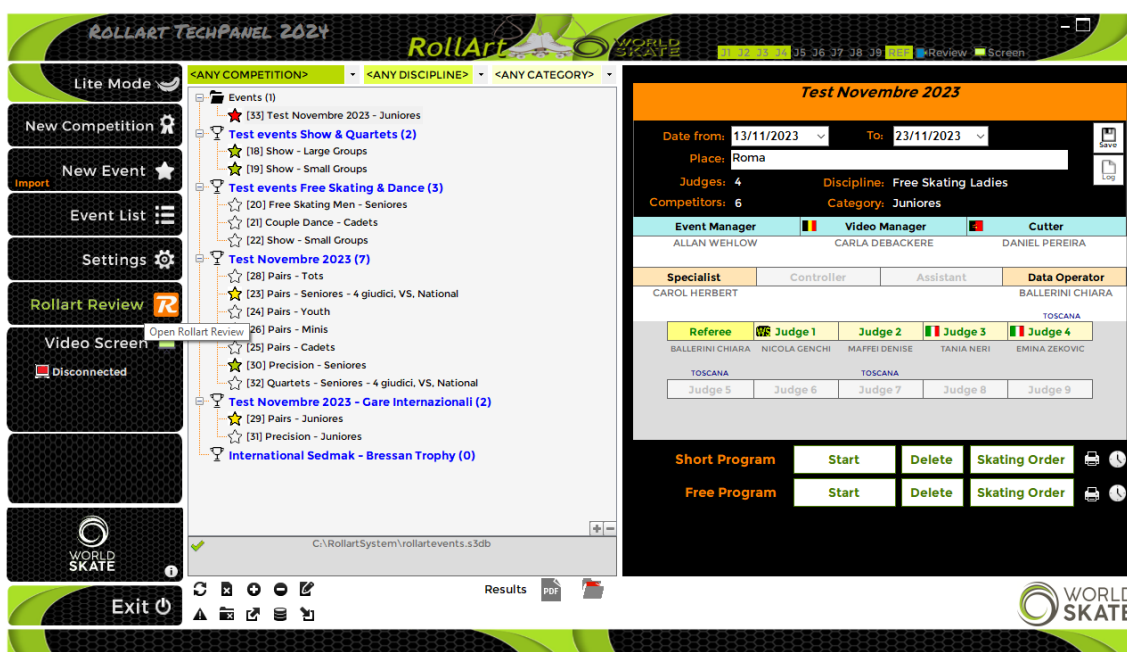 ROLLART TECHPANEL 2024
RollArt
WORLD SKATE
J1 J2 J3 J4 J5 J6 J7 J8 J9 REF Review Screen
Lite Mode
New Competition
New Event
Import
Event List
Settings
Rollart Review
Open Rollart Review
Video Screen
Disconnected
WORLD
SKATE
Exit
<ANY COMPETITION> <ANY DISCIPLINE> <ANY CATEGORY>
Events (1)
[33] Test Novembre 2023 - Juniores
Test events Show & Quartets (2)
[18] Show - Large Groups
[19] Show - Small Groups
Test events Free Skating & Dance (3)
[20] Free Skating Men - Seniores
[21] Couple Dance - Cadets
[22] Show - Small Groups
Test Novembre 2023 (7)
[28] Pairs - Tots
[23] Pairs - Seniores - 4 giudici, VS, National
[24] Pairs - Youth
26] Pairs - Minis
[25] Pairs - Cadets
[30] Precision - Seniores
[32] Quartets - Seniores - 4 giudici, VS, National
Test Novembre 2023 - Gare Internazionali (2)
[29] Pairs - Juniores
[31] Precision - Juniores
International Sedmak - Bressan Trophy (0)
C:\RollartSystem\rollartevents.s3db
Results PDF
Test Novembre 2023
Date from: 13/11/2023 To: 23/11/2023
Save
Place: Roma
Log
Judges: 4 Discipline: Free Skating Ladies
Competitors: 6 Category: Juniores
Event Manager Video Manager Cutter
ALLAN WEHLOW CARLA DEBACKERE DANIEL PEREIRA
Specialist Controller Assistant Data Operator
CAROL HERBERT BALLERINI CHIARA
TOSCANA
Referee WS Judge 1 Judge 2 Judge 3 Judge 4
BALLERINI CHIARA NICOLA GENCHI MAFFEI DENISE TANIA NERI EMINA ZEKOVIC
TOSCANA TOSCANA
Judge 5 Judge 6 Judge 7 Judge 8 Judge 9
Short Program Start Delete Skating Order
Free Program Start Delete Skating Order
WORLD
SKATE